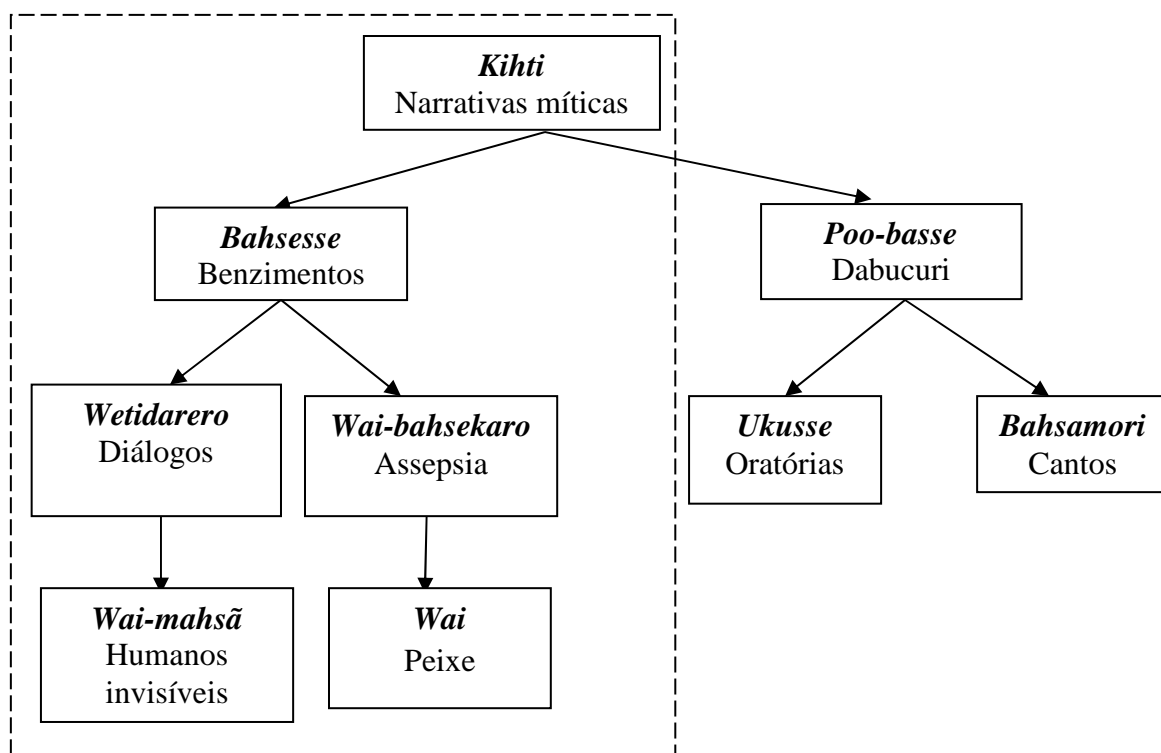 Kihti
Narrativas míticas
Bahsesse
Benzimentos
Poo-basse
Dabucuri
Wetidarero
Diálogos
Wai-bahsekaro
Assepsia
Ukusse
Oratórias
Bahsamori
Cantos
Wai-mahsã
Humanos
invisíveis
Wai
Peixe